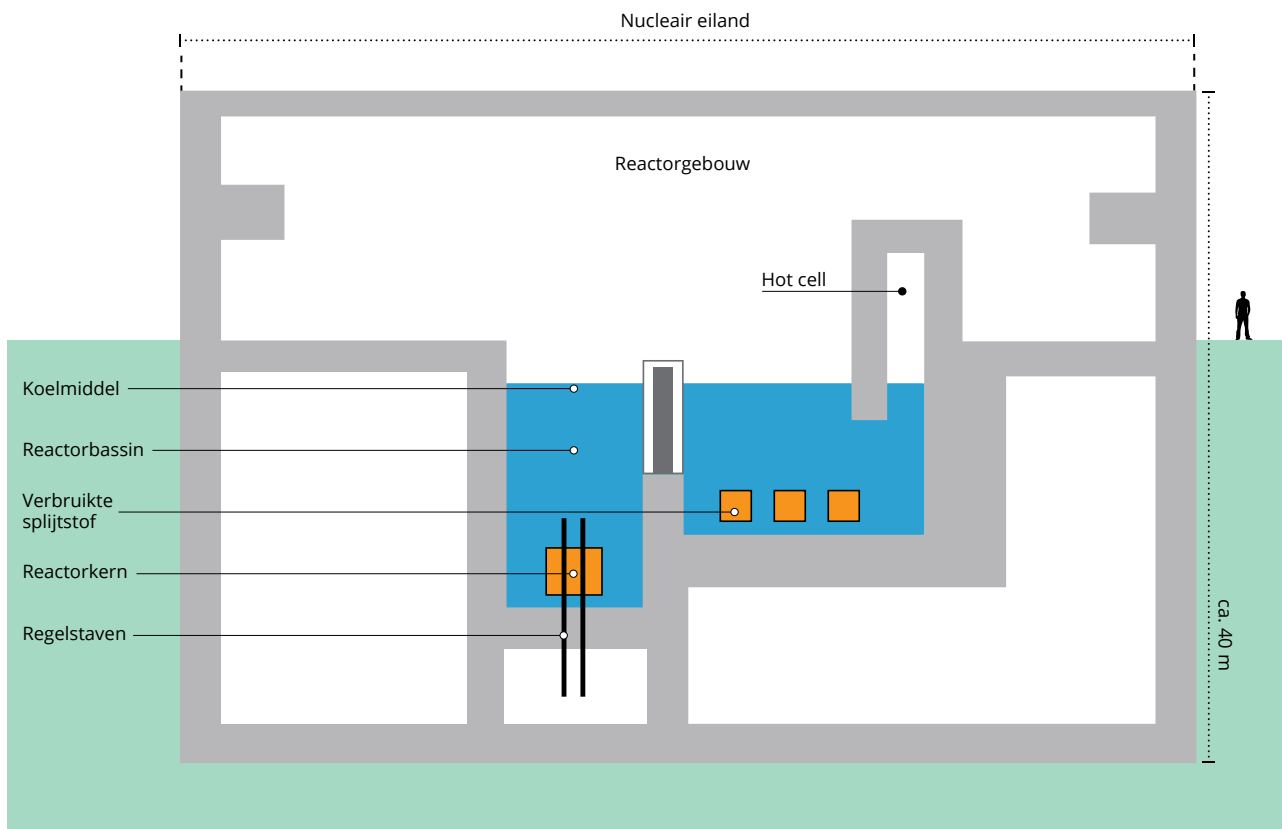 Nucleair eiland
Reactorgebouw
Hot cell
Koelmiddel
Reactorbassin
Verbruikte
splijtstof
Reactorkern
Regelstaven
ca. 40 m